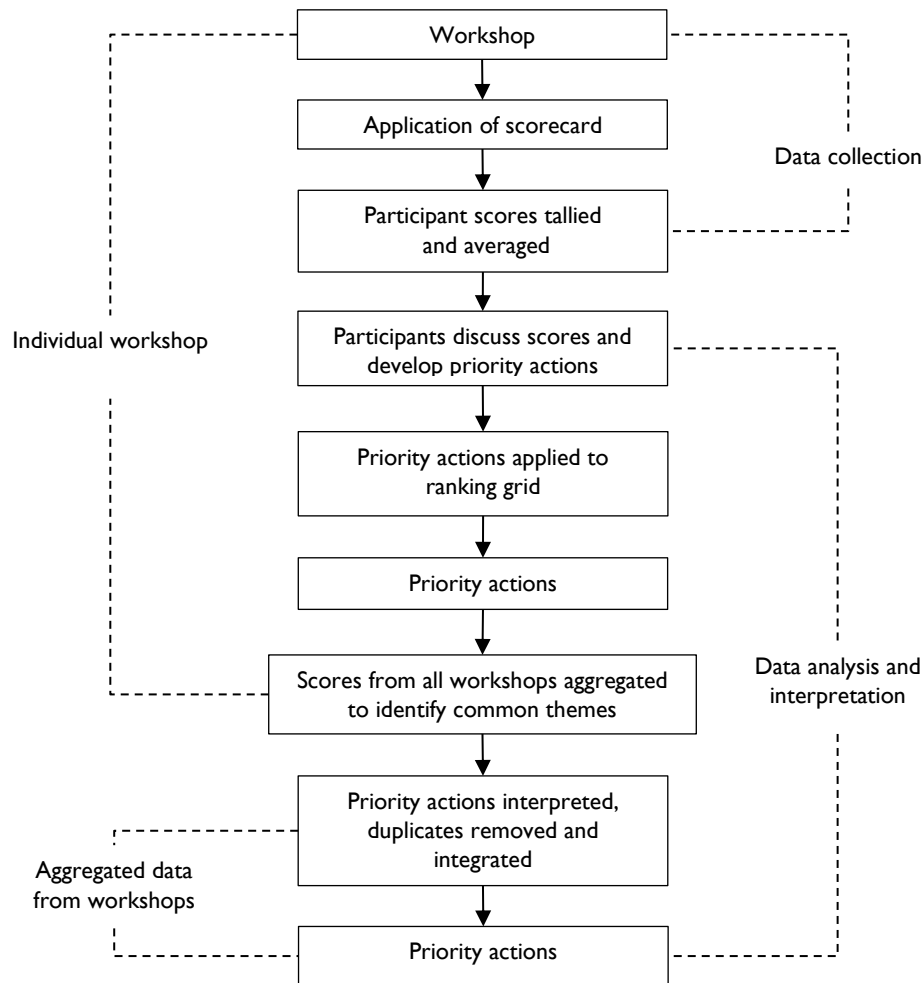 Workshop
Application of scorecard
Data collection
Participant scores tallied
and averaged
Individual workshop
Participants discuss scores and
develop priority actions
Priority actions applied to
ranking grid
Priority actions
Scores from all workshops aggregated
to identify common themes
Data analysis and
interpretation
Priority actions interpreted,
duplicates removed and
integrated
Aggregated data
from workshops
Priority actions